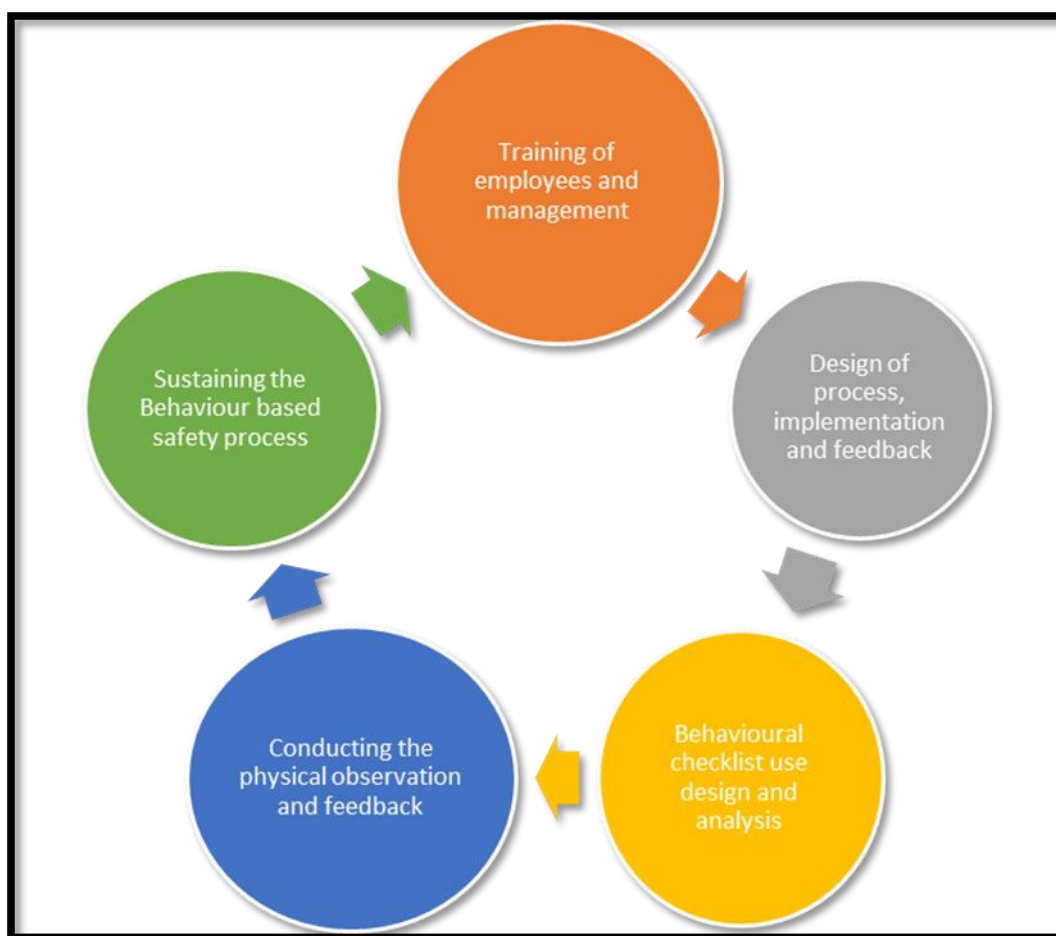 Training of
employees and
management
Design of
process,
implementation
and feedback
Behavioural
checklist use
design and
analysis
Conducting the
physical observation
and feedback
Sustaining the
Behaviour based
safety process